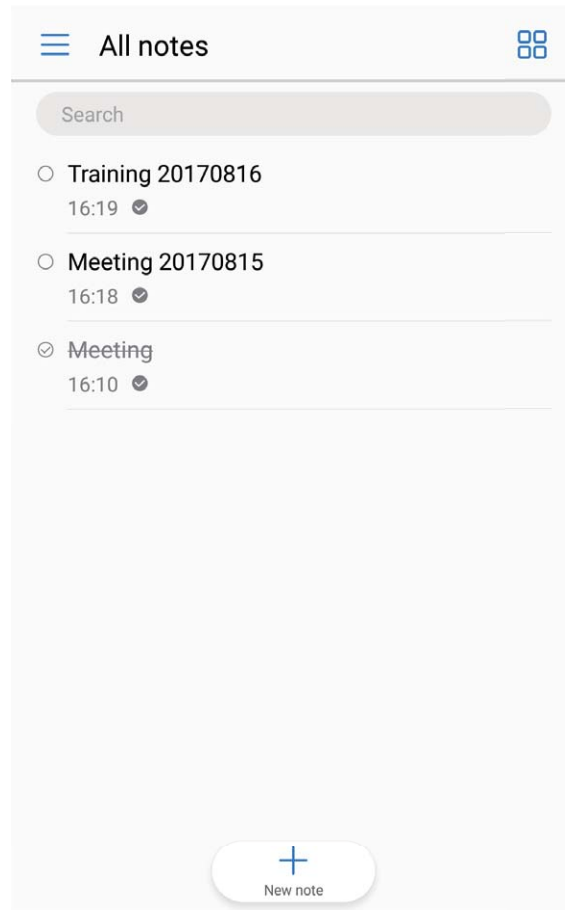 All notes
Search
Training 20170816
16:19
Meeting 20170815
16:18
Meeting
16:10
New note